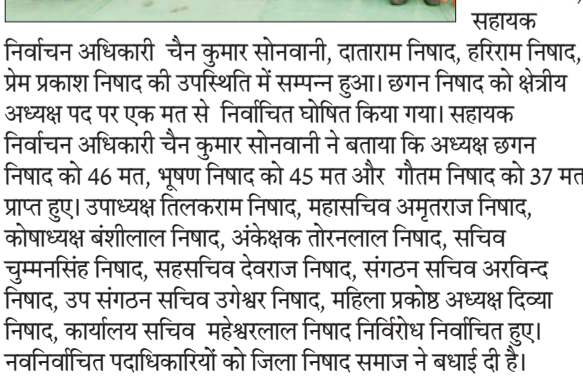 सहायक
निर्वाचन अधिकारी चैन कुमार सोनवानी, दाताराम निषाद, हरिराम निषाद,
प्रेम प्रकाश निषाद की उपस्थिति में सम्पन्न हुआ। छगन निषाद को क्षेत्रीय
अध्यक्ष पद पर एक मत से निर्वाचित घोषित किया गया। सहायक
निर्वाचन अधिकारी चैन कुमार सोनवानी ने बताया कि अध्यक्ष छगन
निषाद को 46 मत, भूषण निषाद को 45 मत और गौतम निषाद को 37 मत
प्राप्त हुए। उपाध्यक्ष तिलकराम निषाद, महासचिव अमृतराज निषाद,
कोषाध्यक्ष बंशीलाल निषाद, अंकेक्षक तोरनलाल निषाद, सचिव
चुम्मनसिंह निषाद, सहसचिव देवराज निषाद, संगठन सचिव अरविन्द
निषाद, उप संगठन सचिव उगेश्वर निषाद, महिला प्रकोष्ठ अध्यक्ष दिव्या
निषाद, कार्यालय सचिव महेश्वरलाल निषाद निर्विरोध निर्वाचित हुए।
नवनिर्वाचित पदाधिकारियों को जिला निषाद समाज ने बधाई दी है।